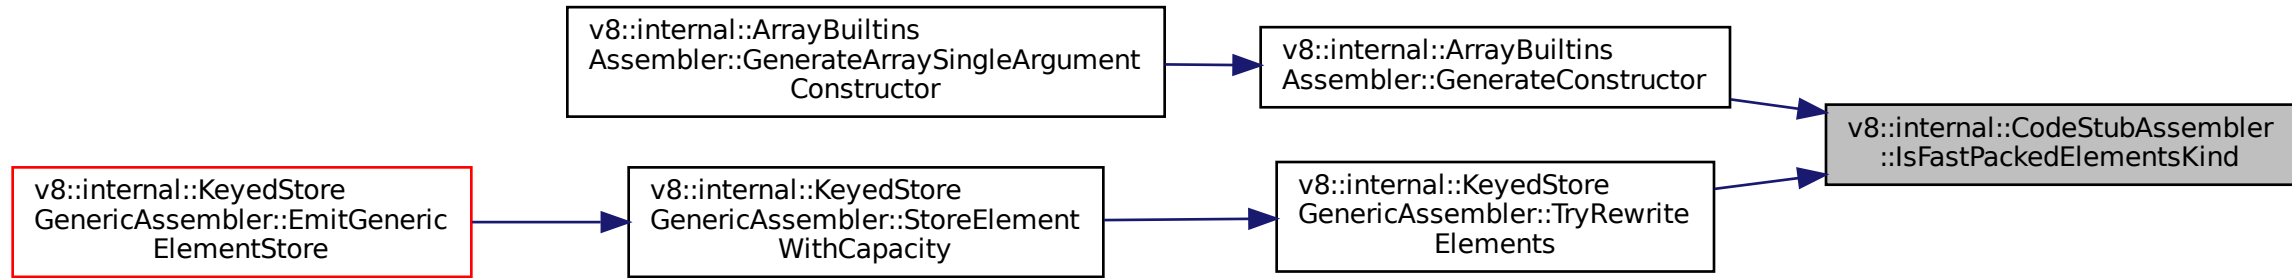 v8::internal::ArrayBuiltins
Assembler::GenerateArraySingleArgument
Constructor
v8::internal::ArrayBuiltins
Assembler::GenerateConstructor
v8::internal::CodeStubAssembler
::IsFastPackedElementsKind
v8::internal::KeyedStore
GenericAssembler::EmitGeneric
ElementStore
v8::internal::KeyedStore
GenericAssembler::StoreElement
WithCapacity
v8::internal::KeyedStore
GenericAssembler::TryRewrite
Elements